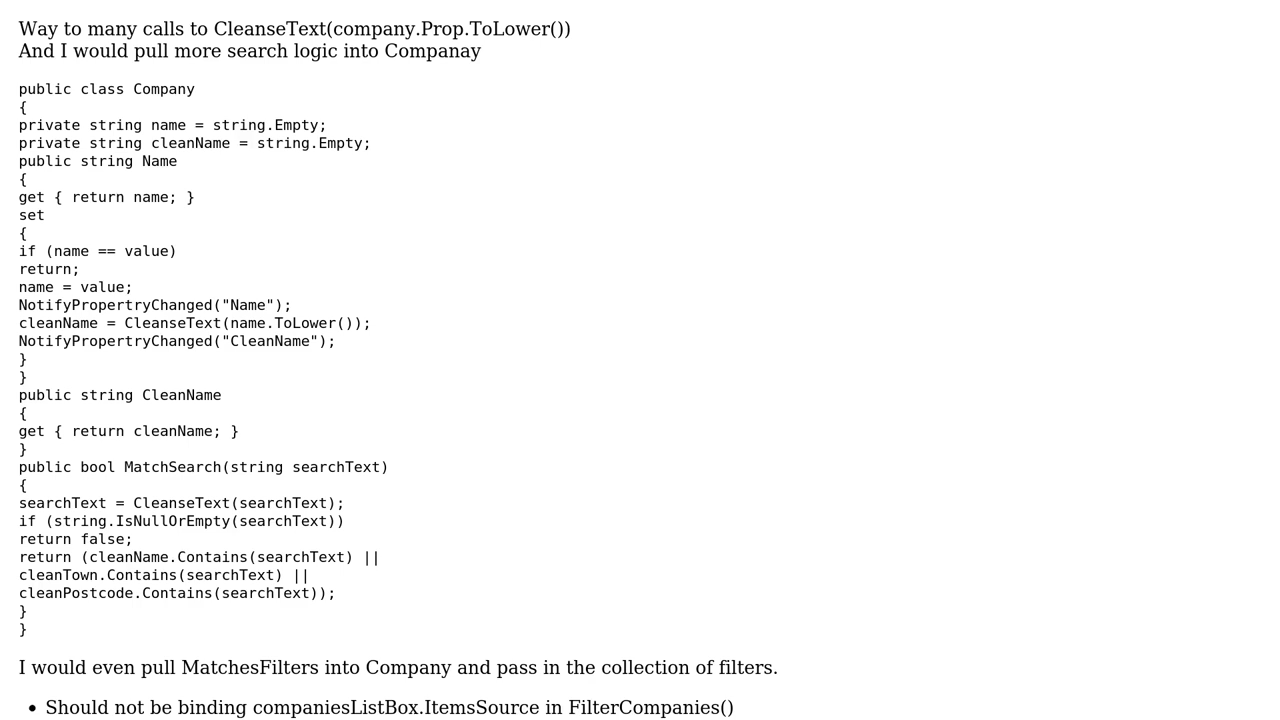 Way to many calls to CleanseText(company.Prop.ToLower())
And I would pull more search logic into Companay
public class Company
{
private string name = string.Empty;
private string cleanName = string.Empty;
public string Name
{
get { return name; }
set
{
if (name == value)
return;
name = value;
NotifyPropertryChanged("Name");
cleanName = CleanseText(name.ToLower());
NotifyPropertryChanged("CleanName");
}
}
public string CleanName
{
get { return cleanName; }
}
public bool MatchSearch(string searchText)
{
searchText = CleanseText(searchText);
if (string.IsNullOrEmpty(searchText))
return false;
return (cleanName.Contains(searchText) ||
cleanTown.Contains(searchText) ||
cleanPostcode.Contains(searchText));
}
}
I would even pull MatchesFilters into Company and pass in the collection of filters.
• Should not be binding companiesListBox.ItemsSource in FilterCompanies()